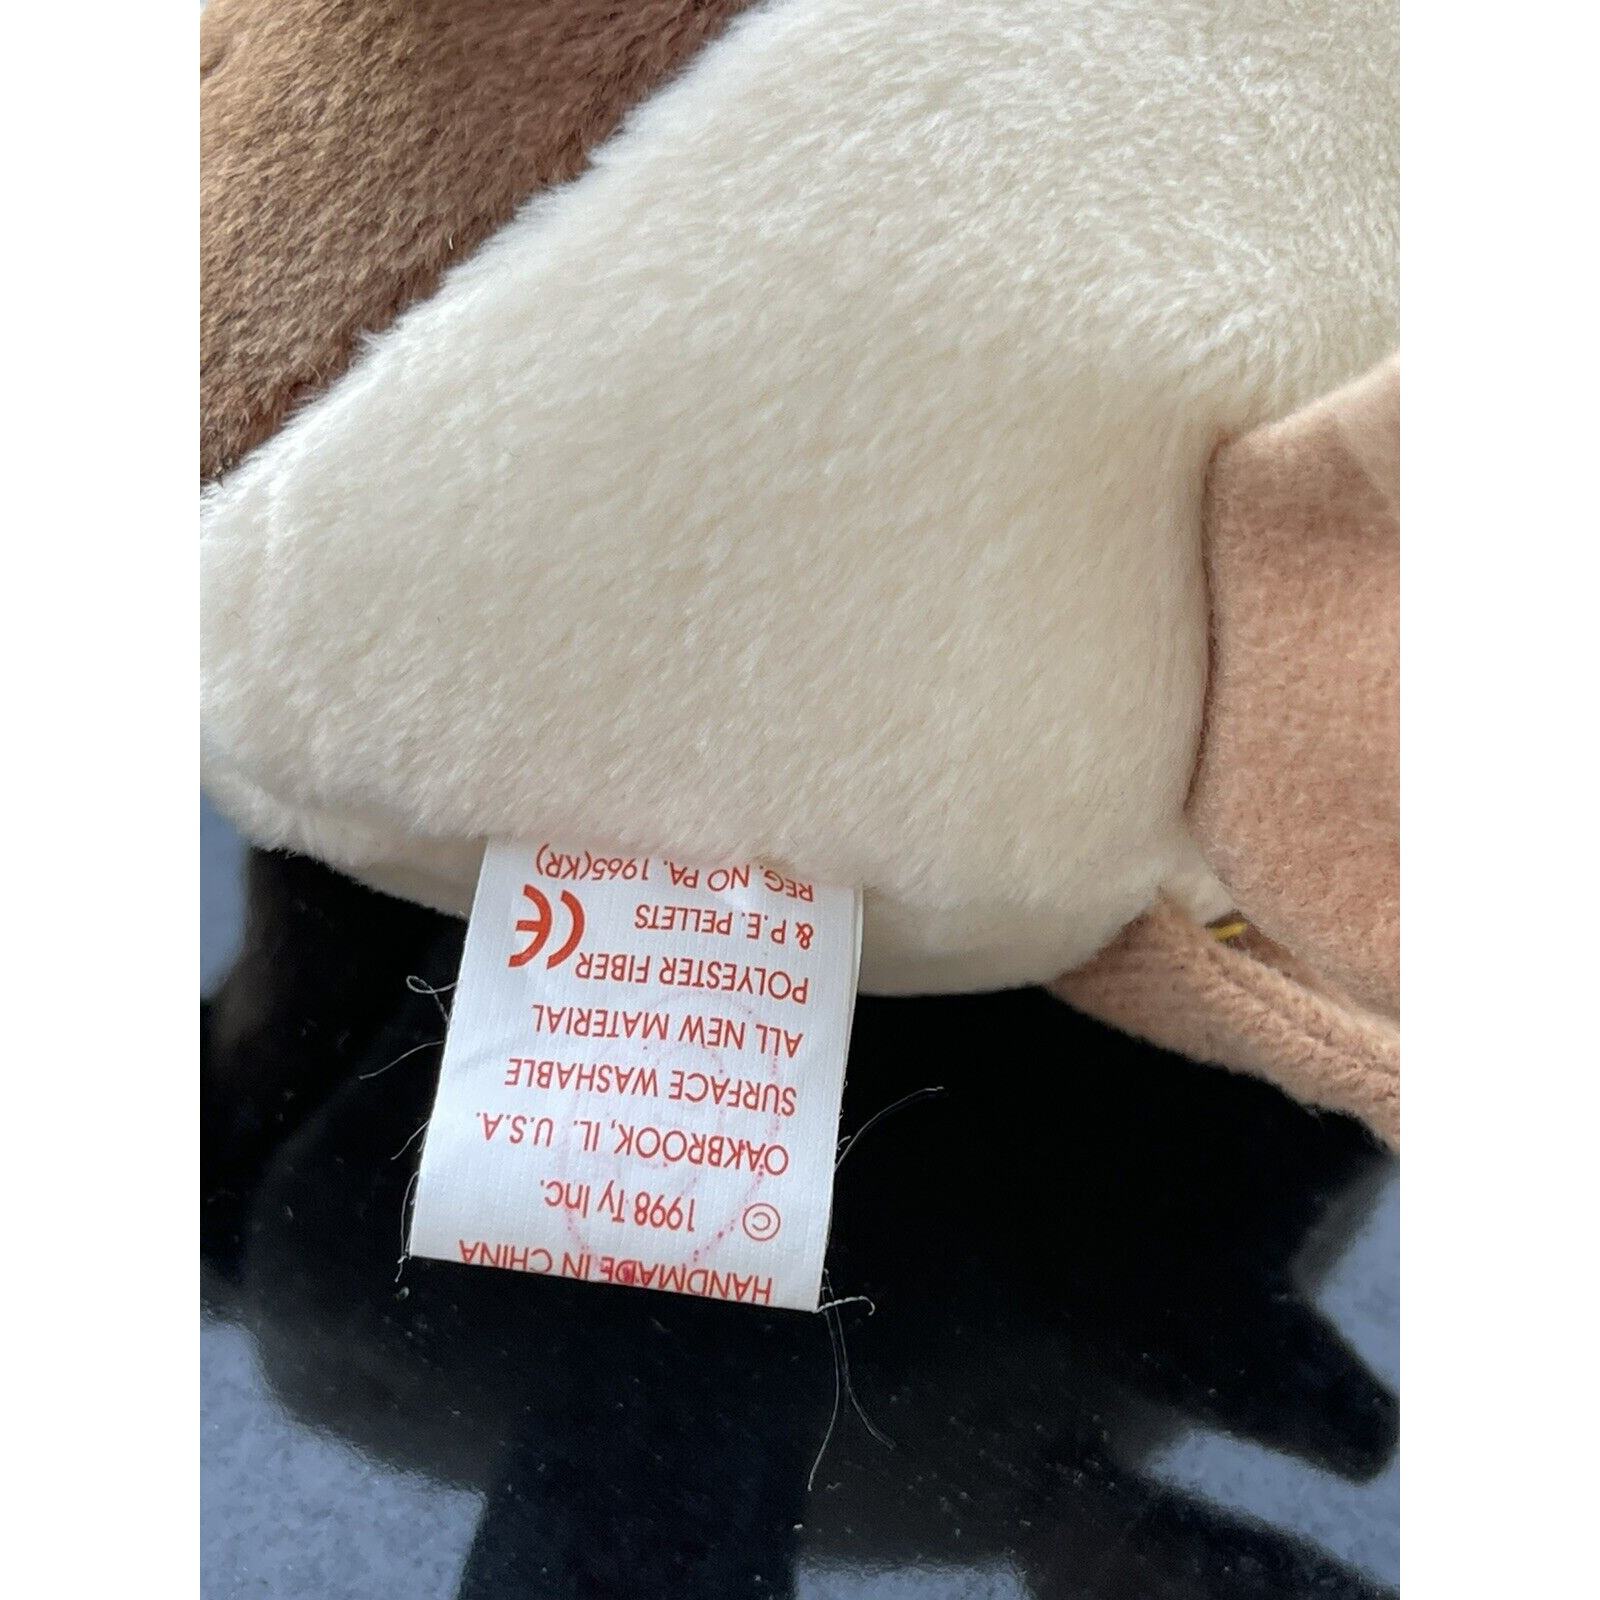 HANDMADE IN CHINA
© 1998 Ty Inc.
OAKBROOK, IL. U.S.A.
SURFACE WASHABLE
ALL NEW MATERIAL
POLYESTER FIBER CE
& P.E. PELLETS
REG. NO PA. 1965(KR)